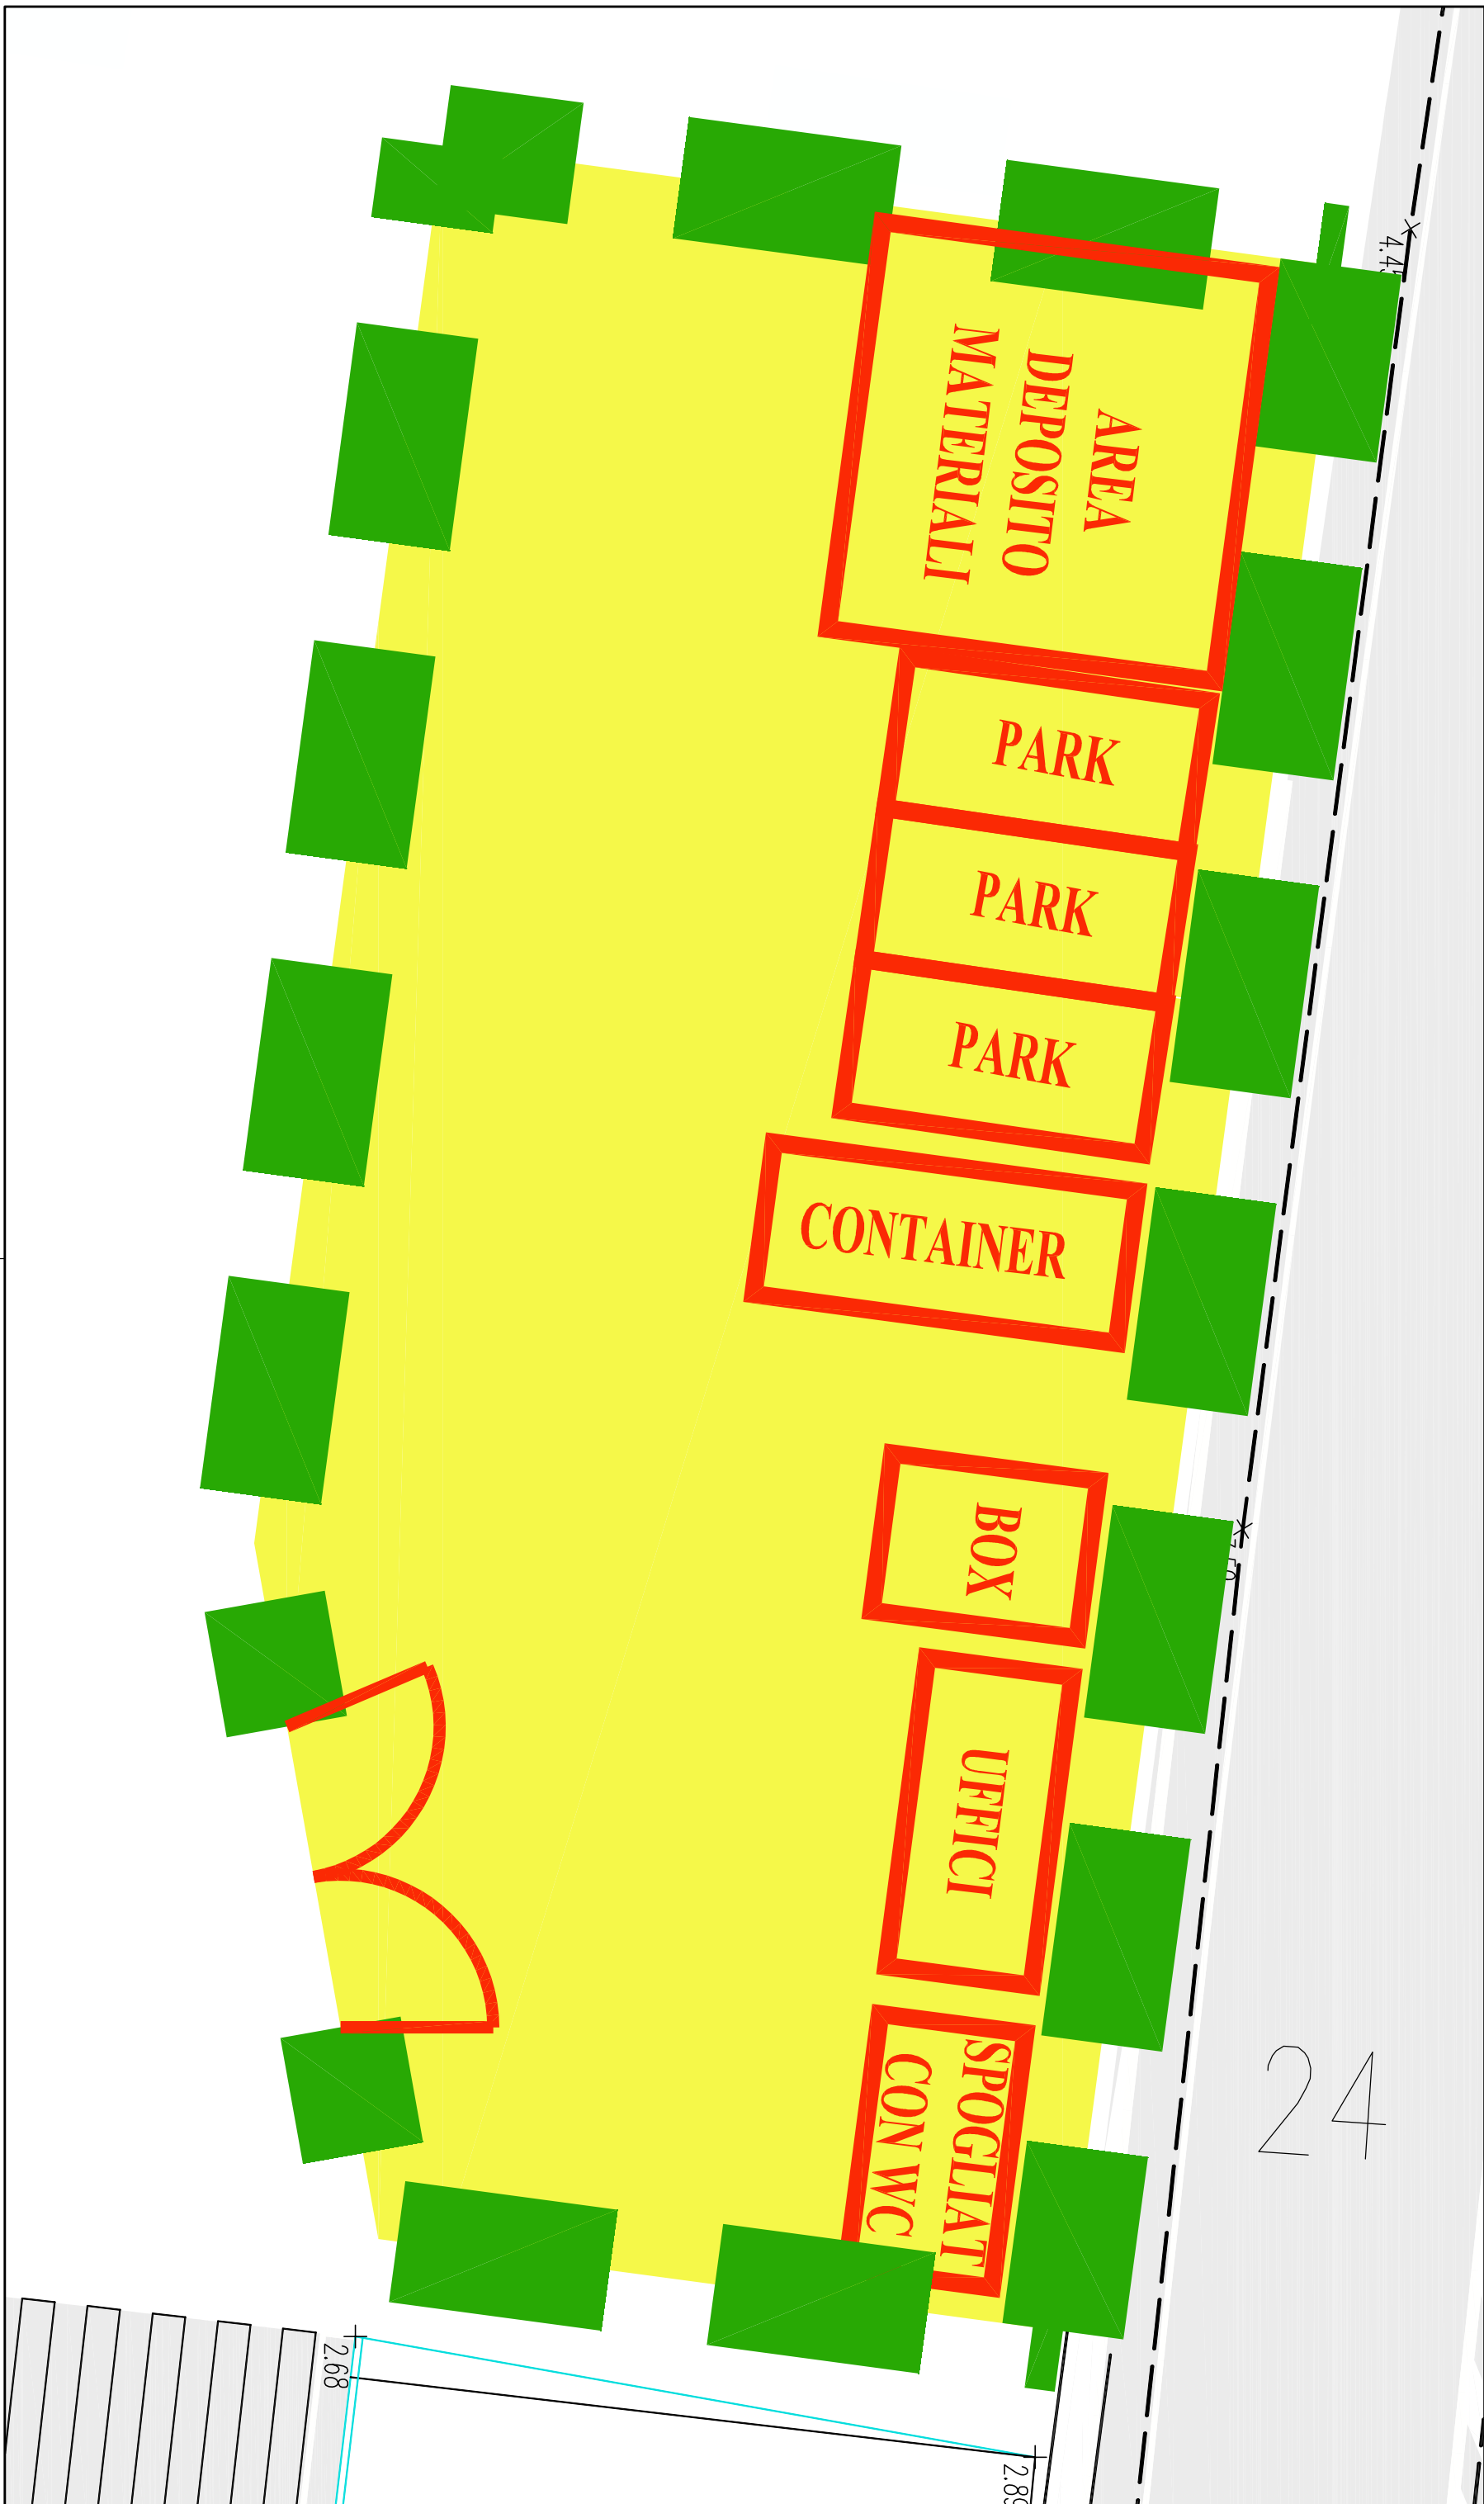 AREA
DEPOSITO
MATERIALI
PARK
PARK
PARK
CONTAINER
BOX
UFFICI
SPOGLIAT.
CON WC
24
2.68